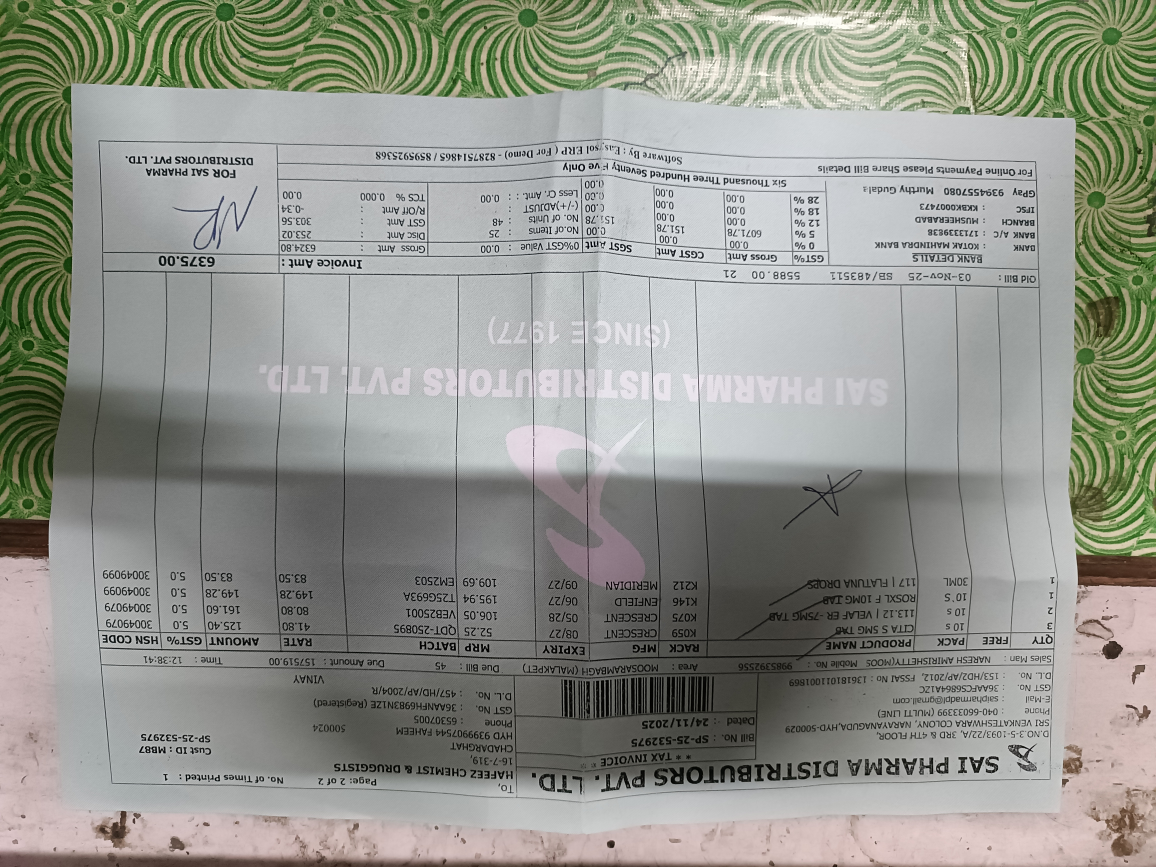 SAI PHARMA DISTRIBUTORS PVT. LTD.
D.NO.3-5-1093/22/A, 3RD & 4TH FLOOR,
SRI VENKATESHWARA COLONY, NARAYANAGUDA,HYD-500029
Phone : 040-66033399 (MULTI LINE)
E-Mail : saipharmadpl@gmail.com
GST No. : 36AAFCS8646A1ZC
D.L. No. : 153/HD2/AP/2012, FSSAI No : 13618011001869
* * TAX INVOICE * *
Bill No. : SP-25-532975
Dated : 24/11/2025
To,
Page: 2 of 2
No. of Times Printed : 1
HAFEEZ CHEMIST & DRUGGISTS
Cust ID : MB87
16-7-319,
SP-25-532975
CHADARGHAT
HYD 9399907544 FAHEEM 500024
Phone : 65307005
GST No. : 36AANFH6983N1ZE (Registered)
D.L. No. : 457/HD/AP/2004/R
VINAY
Sales Man : NARESH AMTRISHETTY(NOS Mobile No. : 9985392556 Area : MOOSARAMBAGH (MALAKPET) Due Bill : 45 Due Amount : 157519.00 Time : 12:38:41
QTY FREE PACK PRODUCT NAME RACK MFG EXPIRY MRP BATCH RATE AMOUNT GST% HSN CODE
3 10 s CITA S 5MG TAB K059 CRESCENT 08/27 52.25 QDT-250895 41.80 125.40 5.0 30049079
2 10 s 113.12 | VELAF ER -75MG TAB K075 CRESCENT 05/28 106.05 VEB25001 80.80 161.60 5.0 30049079
1 10'S ROSXL F 10MG TAB K146 ENFIELD 06/27 195.94 T25G693A 149.28 149.28 5.0 30049099
1 30ML 117 | FLATUNA DROPS K212 MERIDIAN 09/27 109.69 EM2503 83.50 83.50 5.0 30049099
SAI PHARMA DISTRIBUTORS PVT. LTD.
(SINCE 1977)
Old Bill : 03-Nov-25 SB/483511 5588.00 21
Invoice Amt : 6375.00
BANK DETAILS
BANK : KOTAK MAHINDRA BANK
BANK A/C : 1713339838
BRANCH : MUSHEERABAD
IFSC : KKBK0007473
GPay 9394557080 Murthy Gudala
GST% Gross Amt CGST Amt SGST Amt
0 % 0.00 0.00 0.00
5 % 6071.78 151.78 151.78
12 % 0.00 0.00 0.00
18 % 0.00 0.00 0.00
28 % 0.00 0.00 0.00
0%GST Value : 0.00 Gross Amt : 6324.80
No. of Items : 25 Disc Amt : 253.02
No. of Units : 48 GST Amt : 303.56
(-/+)ADJUST : R/Off Amt : -0.34
Less Cr. Amt : : 0.00 TCS % 0.000 0.00
Six Thousand Three Hundred Seventy Five Only
FOR SAI PHARMA
DISTRIBUTORS PVT. LTD.
For Online Payments Please Share Bill Details
Software By : Easysol ERP ( For Demo) - 8287514865 / 8595925368